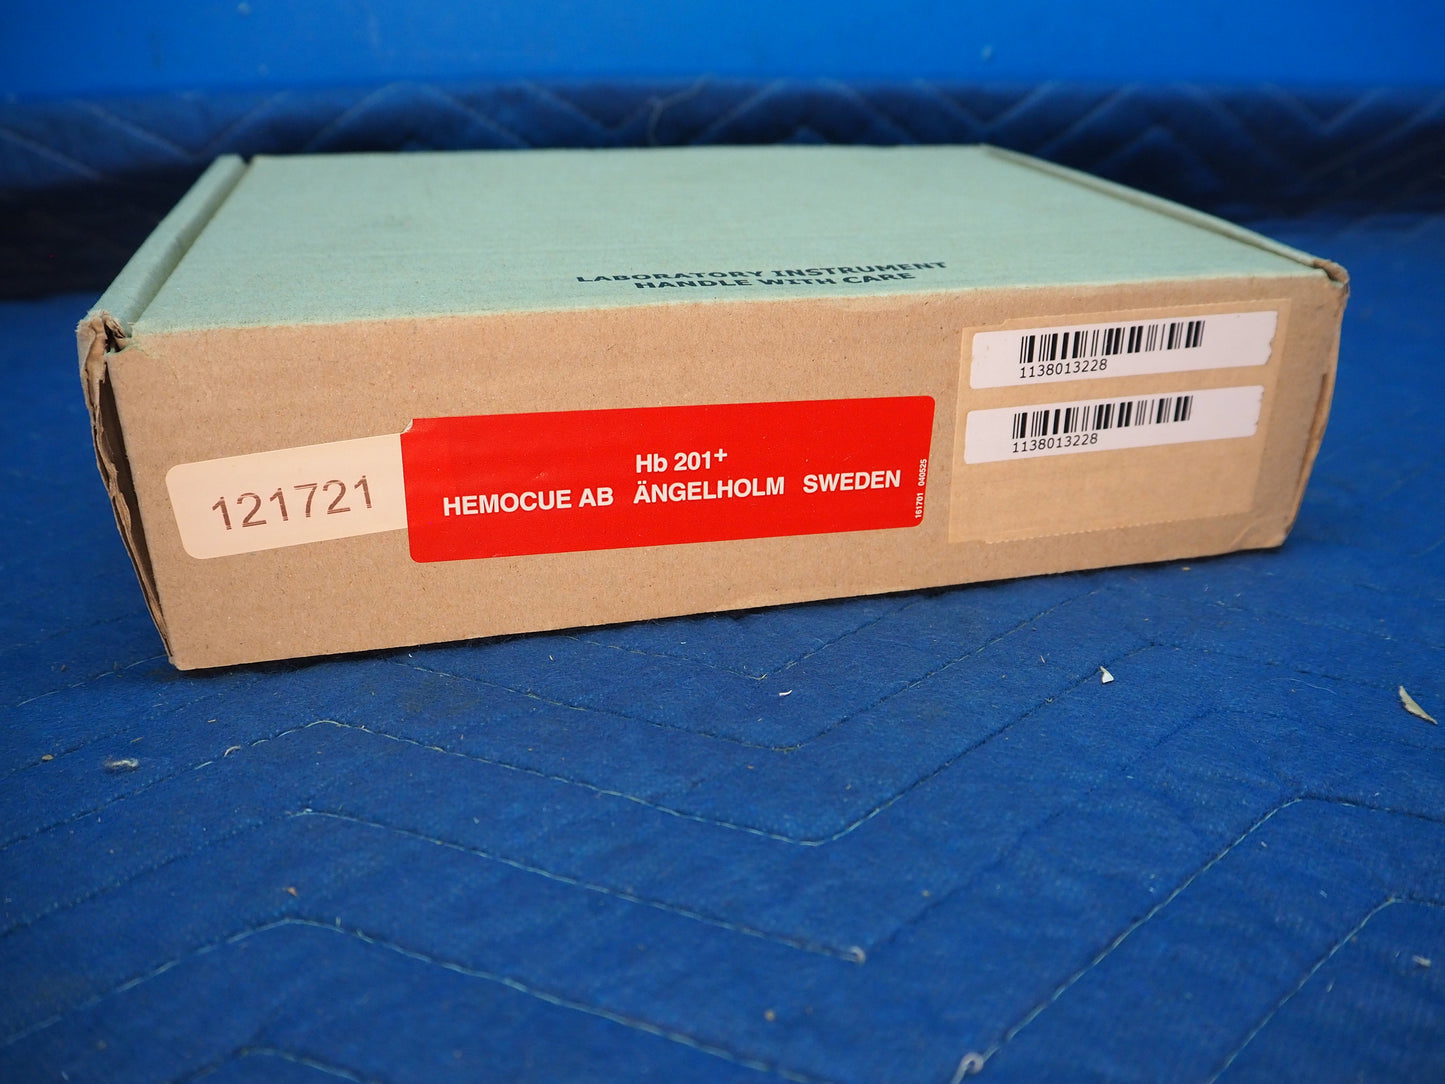 LABORATORY INSTRUMENT
HANDLE WITH CARE
121721
Hb 201+
HEMOCUE AB ÄNGELHOLM SWEDEN
161701 040525
1138013228
1138013228